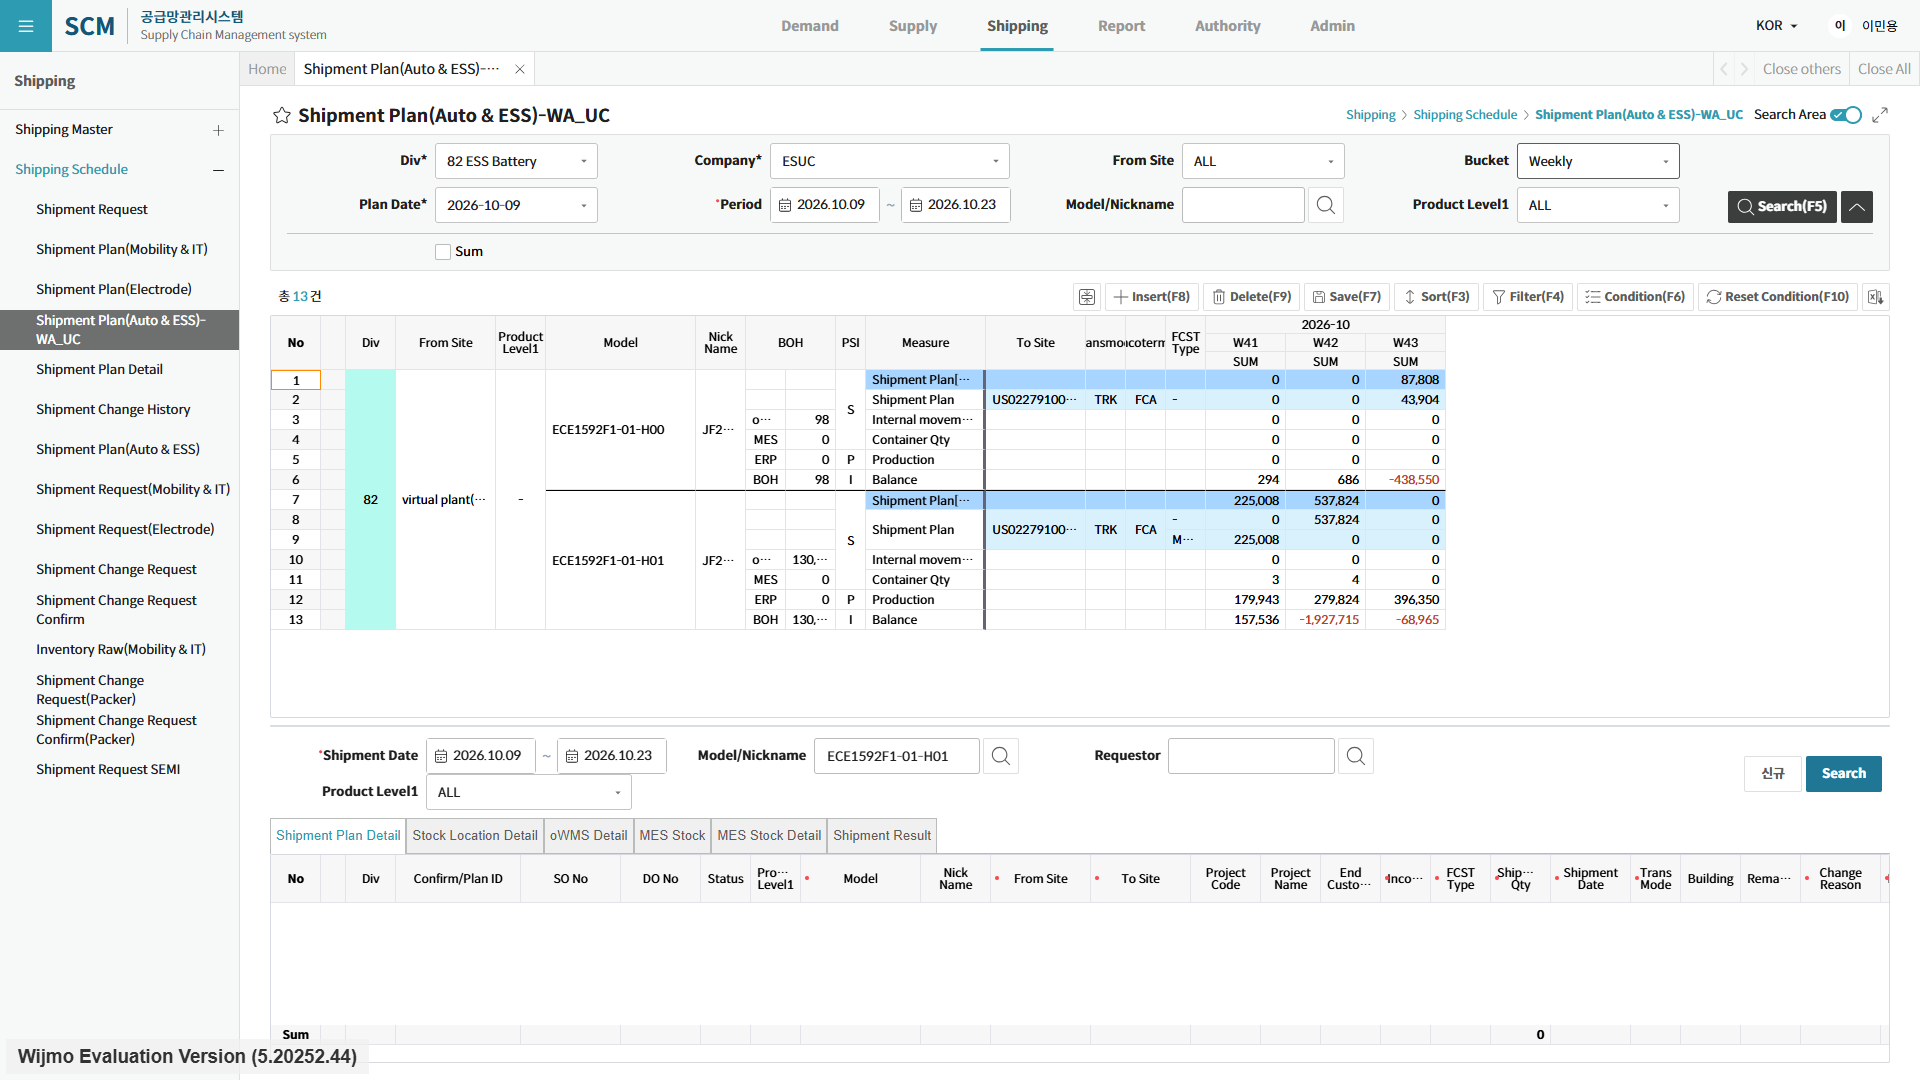 SCM 공급망관리시스템
Supply Chain Management system
Demand Supply Shipping Report Authority Admin
KOR 이 이민용
Shipping
Home Shipment Plan(Auto & ESS)-···
Close others Close All
Shipping Master
Shipping Schedule
Shipment Request
Shipment Plan(Mobility & IT)
Shipment Plan(Electrode)
Shipment Plan(Auto & ESS)-
WA_UC
Shipment Plan Detail
Shipment Change History
Shipment Plan(Auto & ESS)
Shipment Request(Mobility & IT)
Shipment Request(Electrode)
Shipment Change Request
Shipment Change Request
Confirm
Inventory Raw(Mobility & IT)
Shipment Change
Request(Packer)
Shipment Change Request
Confirm(Packer)
Shipment Request SEMI
Shipment Plan(Auto & ESS)-WA_UC
Shipping > Shipping Schedule > Shipment Plan(Auto & ESS)-WA_UC Search Area
Div* 82 ESS Battery Company* ESUC From Site ALL Bucket Weekly
Plan Date* 2026-10-09 *Period 2026.10.09 ~ 2026.10.23 Model/Nickname Product Level1 ALL Search(F5)
Sum
총 13 건
Insert(F8) Delete(F9) Save(F7) Sort(F3) Filter(F4) Condition(F6) Reset Condition(F10)
No Div From Site Product Level1 Model Nick Name BOH PSI Measure To Site ansmo coterm FCST Type 2026-10
W41 W42 W43
SUM SUM SUM
1 Shipment Plan[··· 0 0 87,808
2 Shipment Plan US02279100··· TRK FCA - 0 0 43,904
3 o··· 98 S Internal movem··· 0 0 0
4 ECE1592F1-01-H00 JF2··· MES 0 Container Qty 0 0 0
5 ERP 0 P Production 0 0 0
6 BOH 98 I Balance 294 686 -438,550
7 82 virtual plant(··· - Shipment Plan[··· 225,008 537,824 0
8 Shipment Plan US02279100··· TRK FCA - 0 537,824 0
9 S M··· 225,008 0 0
10 ECE1592F1-01-H01 JF2··· o··· 130,··· Internal movem··· 0 0 0
11 MES 0 Container Qty 3 4 0
12 ERP 0 P Production 179,943 279,824 396,350
13 BOH 130,··· I Balance 157,536 -1,927,715 -68,965
*Shipment Date 2026.10.09 ~ 2026.10.23 Model/Nickname ECE1592F1-01-H01 Requestor
신규 Search
Product Level1 ALL
Shipment Plan Detail Stock Location Detail oWMS Detail MES Stock MES Stock Detail Shipment Result
No Div Confirm/Plan ID SO No DO No Status Pro··· Level1 Model Nick Name From Site To Site Project Code Project Name End Custo··· Inco··· FCST Type Ship··· Qty Shipment Date Trans Mode Building Rema··· Change Reason
Sum 0
Wijmo Evaluation Version (5.20252.44)